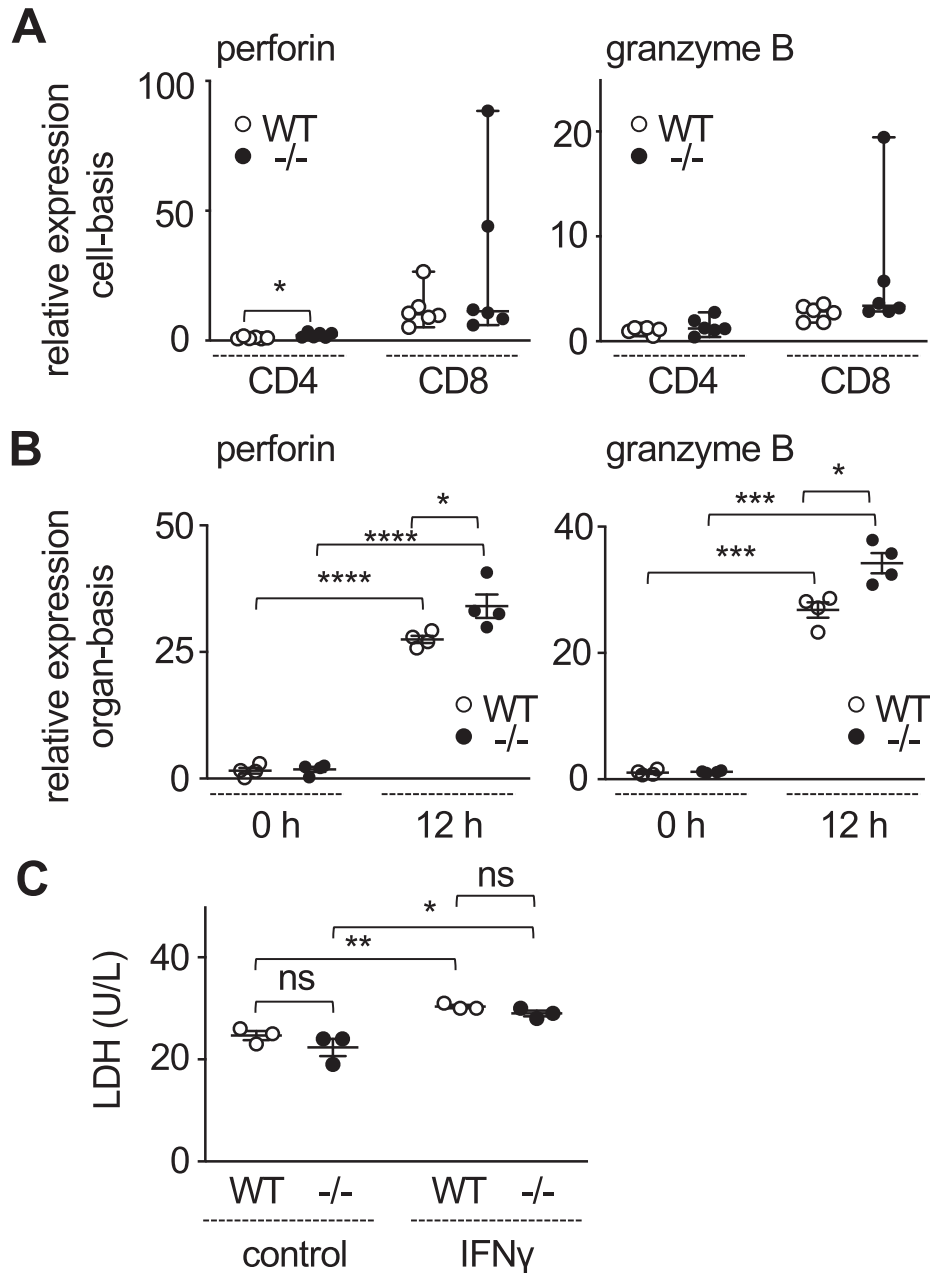 A
perforin
granzyme B
relative expression
cell-basis
100
50
0
WT
-/-
*
CD4
CD8
20
10
0
WT
-/-
CD4
CD8
B
perforin
granzyme B
relative expression
organ-basis
50
25
0
*
****
****
WT
-/-
0 h
12 h
40
20
0
*
***
***
WT
-/-
0 h
12 h
C
LDH (U/L)
40
20
0
ns
*
**
ns
WT
-/-
WT
-/-
control
IFNγ